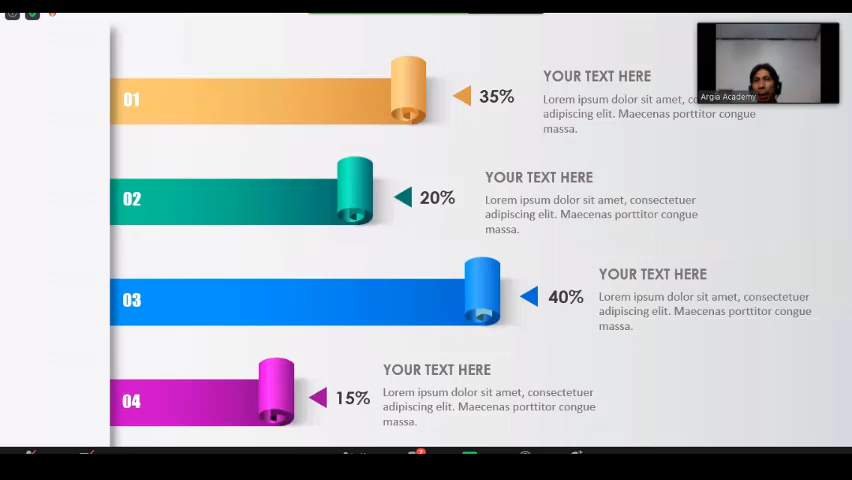 01
35%
YOUR TEXT HERE
Lorem ipsum dolor sit amet,
adipiscing elit. Maecenas porttitor congue
massa.
Argia Academy
02
20%
YOUR TEXT HERE
Lorem ipsum dolor sit amet, consectetuer
adipiscing elit. Maecenas porttitor congue
massa.
03
40%
YOUR TEXT HERE
Lorem ipsum dolor sit amet, consectetuer
adipiscing elit. Maecenas porttitor congue
massa.
04
15%
YOUR TEXT HERE
Lorem ipsum dolor sit amet, consectetuer
adipiscing elit. Maecenas porttitor congue
massa.